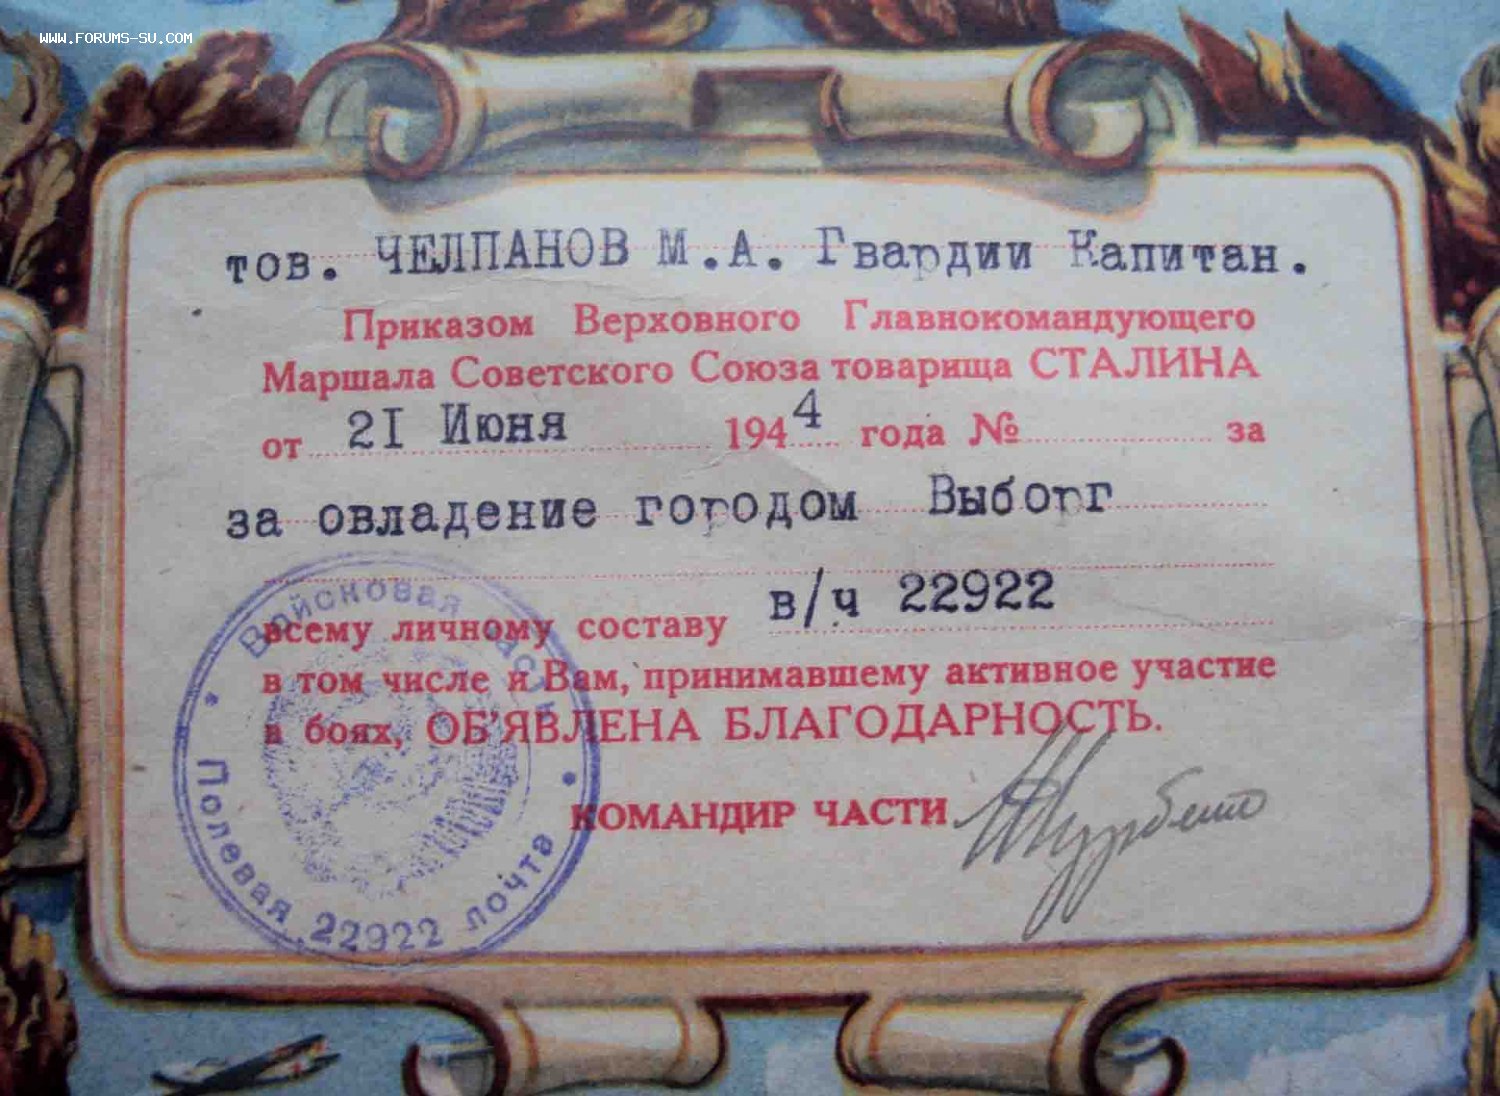 WWW.FORUMS-SU.COM
тов. ЧЕЛПАНОВ М.А. Гвардии Капитан.
Приказом Верховного Главнокомандующего
Маршала Советского Союза товарища СТАЛИНА
от 21 Июня 1944 года № за
за овладение городом Выборг
всему личному составу в/ч 22922
в том числе и Вам, принимавшему активное участие
в боях, ОБ'ЯВЛЕНА БЛАГОДАРНОСТЬ.
КОМАНДИР ЧАСТИ
Войсковая часть
Полевая 22922 почта